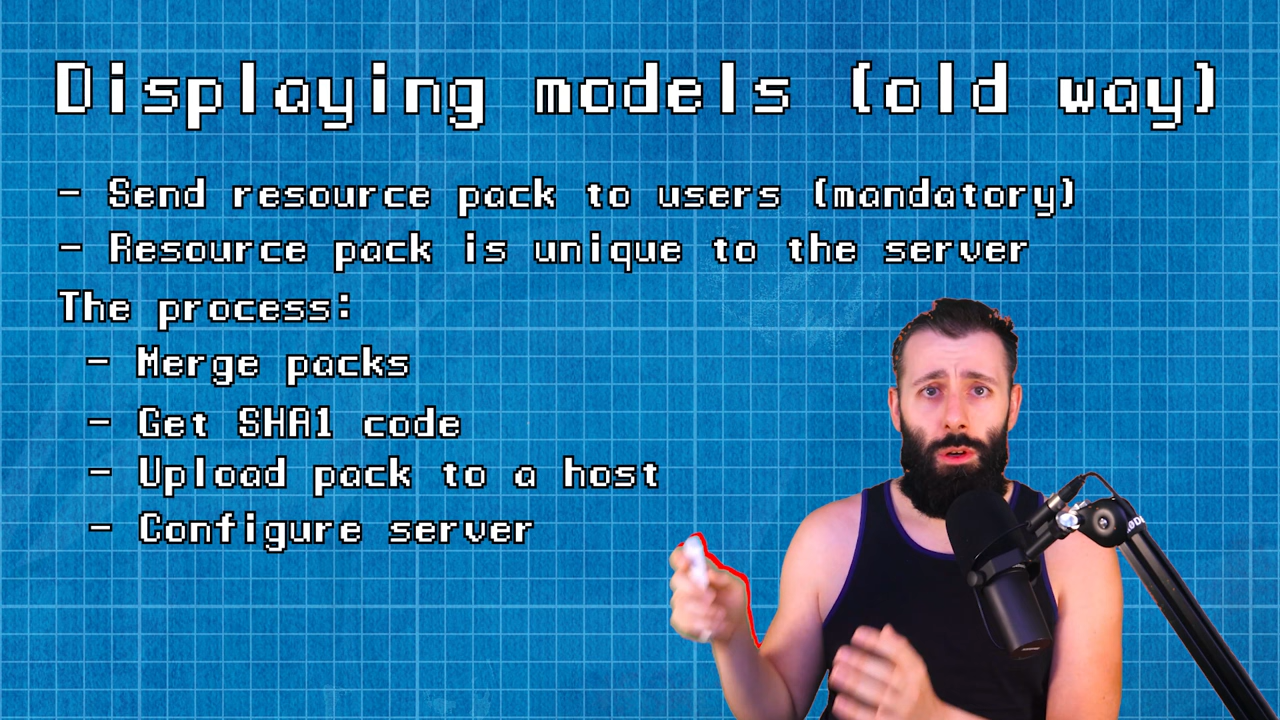 Displaying models (old way)
- Send resource pack to users (mandatory)
- Resource pack is unique to the server
The process:
- Merge packs
- Get SHA1 code
- Upload pack to a host
- Configure server